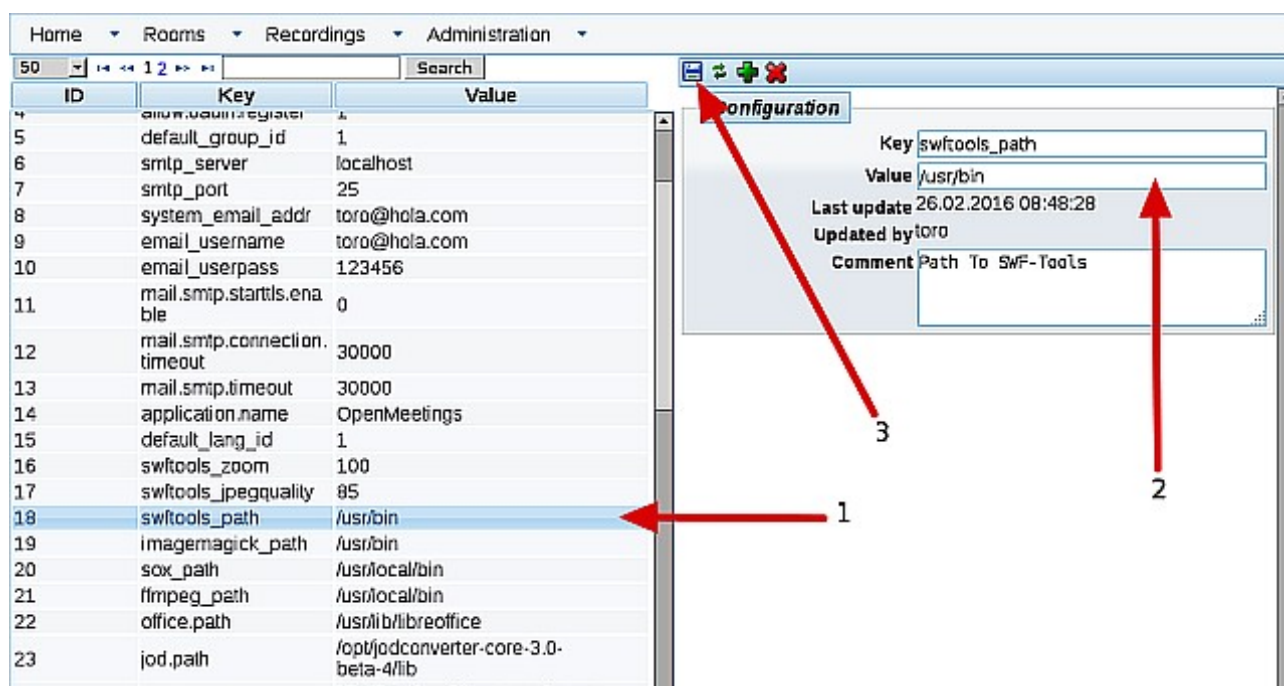 Home Rooms Recordings Administration
50 1 2 Search
ID Key Value
4 1
5 default_group_id 1
6 smtp_server localhost
7 smtp_port 25
8 system_email_addr toro@hola.com
9 email_username toro@hola.com
10 email_userpass 123456
11 mail.smtp.starttls.ena
ble 0
12 mail.smtp.connection.
timeout 30000
13 mail.smtp.timeout 30000
14 application.name OpenMeetings
15 default_lang_id 1
16 swftools_zoom 100
17 swftools_jpegquality 85
18 swftools_path /usr/bin
19 imagemagick_path /usr/bin
20 sox_path /usr/local/bin
21 ffmpeg_path /usr/local/bin
22 office.path /usr/lib/libreoffice
23 jod.path /opt/jodconverter-core-3.0-
beta-4/lib
Configuration
Key swftools_path
Value /usr/bin
Last update 26.02.2016 08:48:28
Updated by toro
Comment Path To SWF-Tools
3
2
1